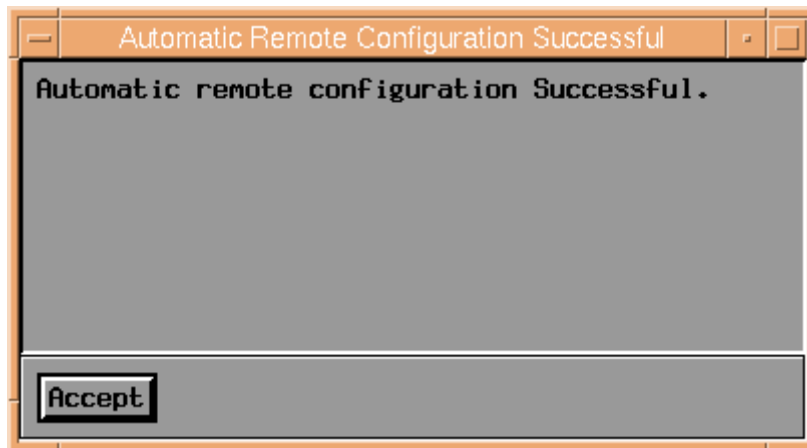 Automatic Remote Configuration Successful
Automatic remote configuration Successful.
Accept